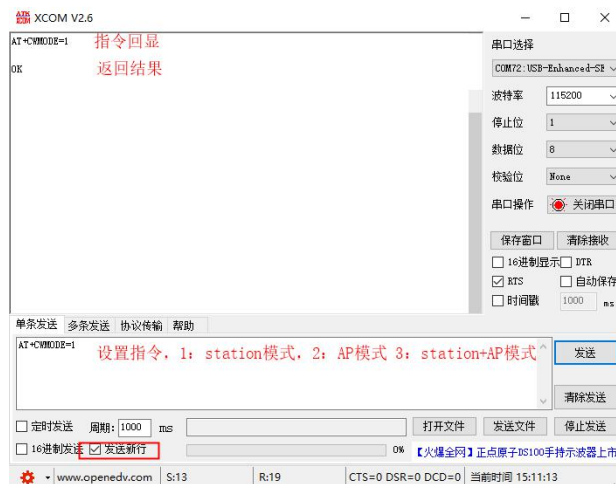 XCOM V2.6
AT+CWMODE=1 指令回显
OK 返回结果
串口选择
COM72:USB-Enhanced-SE
波特率 115200
停止位 1
数据位 8
校验位 None
串口操作 关闭串口
保存窗口 清除接收
16进制显示 DTR
RTS 自动保存
时间戳 1000 ms
单条发送 多条发送 协议传输 帮助
AT+CWMODE=1 设置指令，1：station模式，2：AP模式 3：station+AP模式
发送
清除发送
定时发送 周期: 1000 ms 打开文件 发送文件 停止发送
16进制发送 发送新行 0% 【火爆全网】正点原子DS100手持示波器上市
www.openedv.com S:13 R:19 CTS=0 DSR=0 DCD=0 当前时间 15:11:13